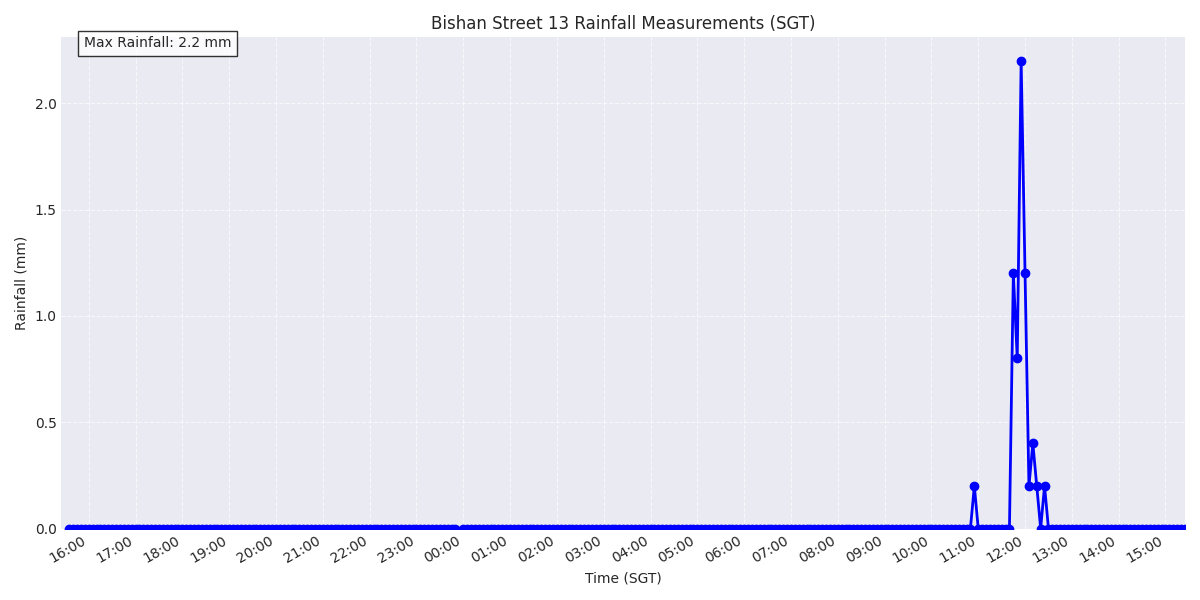 Bishan Street 13 Rainfall Measurements (SGT)
Max Rainfall: 2.2 mm
Rainfall (mm)
2.0
1.5
1.0
0.5
0.0
16:00 17:00 18:00 19:00 20:00 21:00 22:00 23:00 00:00 01:00 02:00 03:00 04:00 05:00 06:00 07:00 08:00 09:00 10:00 11:00 12:00 13:00 14:00 15:00
Time (SGT)